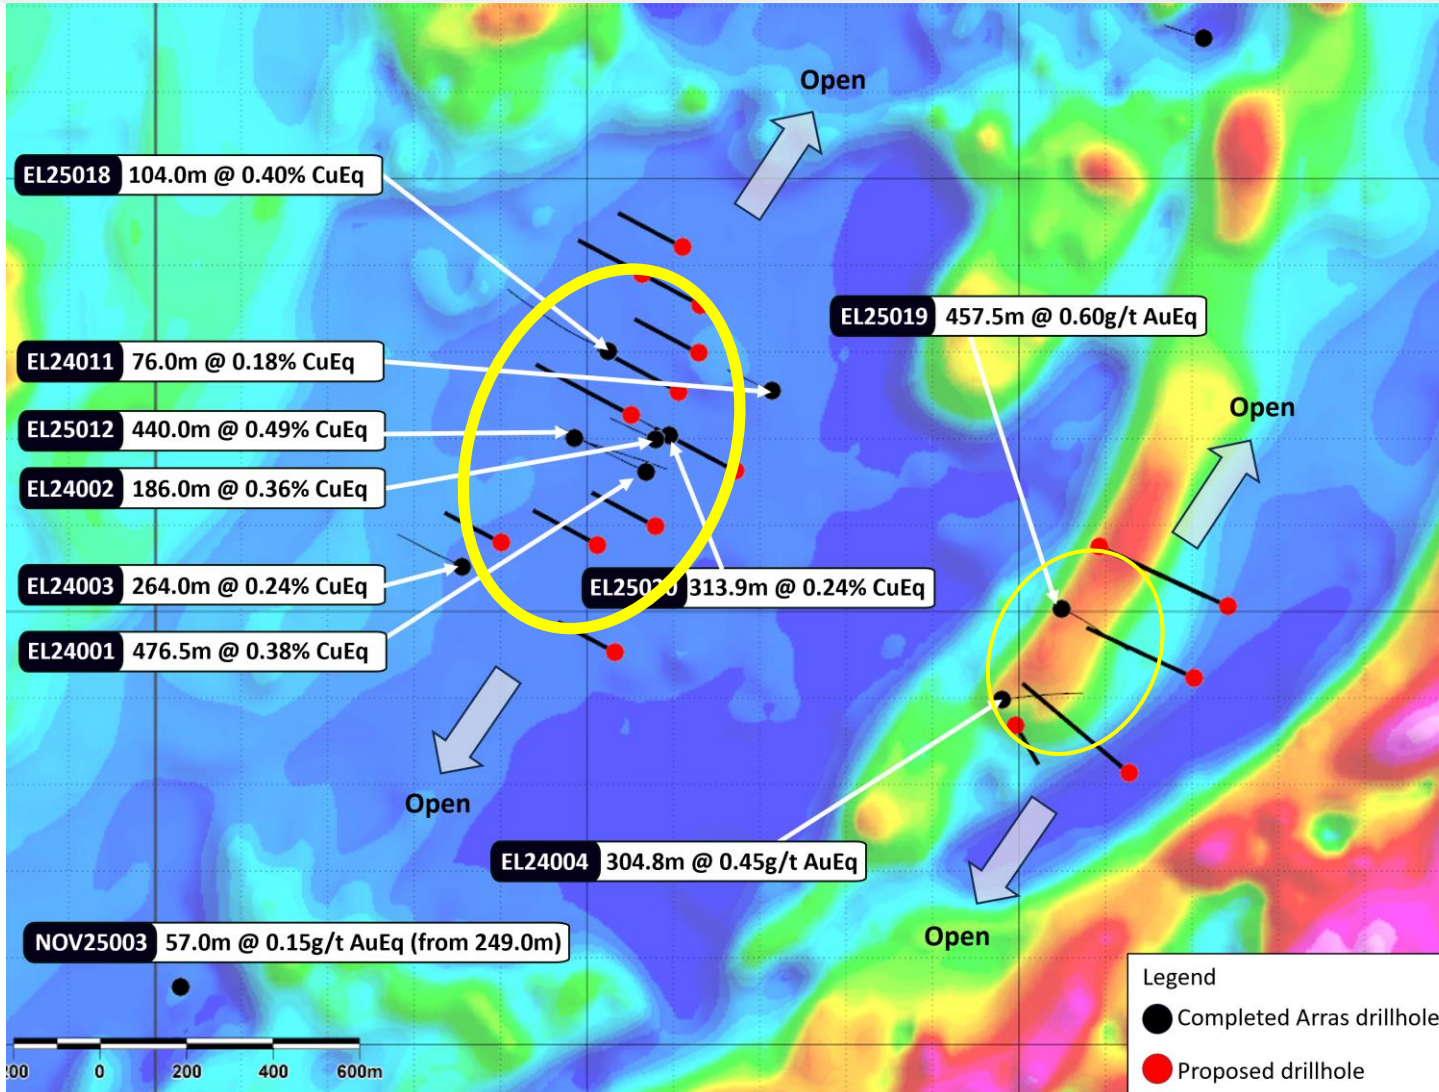 Open
EL25018 104.0m @ 0.40% CuEq
EL25019 457.5m @ 0.60g/t AuEq
EL24011 76.0m @ 0.18% CuEq
Open
EL25012 440.0m @ 0.49% CuEq
EL24002 186.0m @ 0.36% CuEq
EL24003 264.0m @ 0.24% CuEq
EL25020 313.9m @ 0.24% CuEq
EL24001 476.5m @ 0.38% CuEq
Open
EL24004 304.8m @ 0.45g/t AuEq
NOV25003 57.0m @ 0.15g/t AuEq (from 249.0m)
Open
Legend
Completed Arras drillhole
Proposed drillhole
200 0 200 400 600m